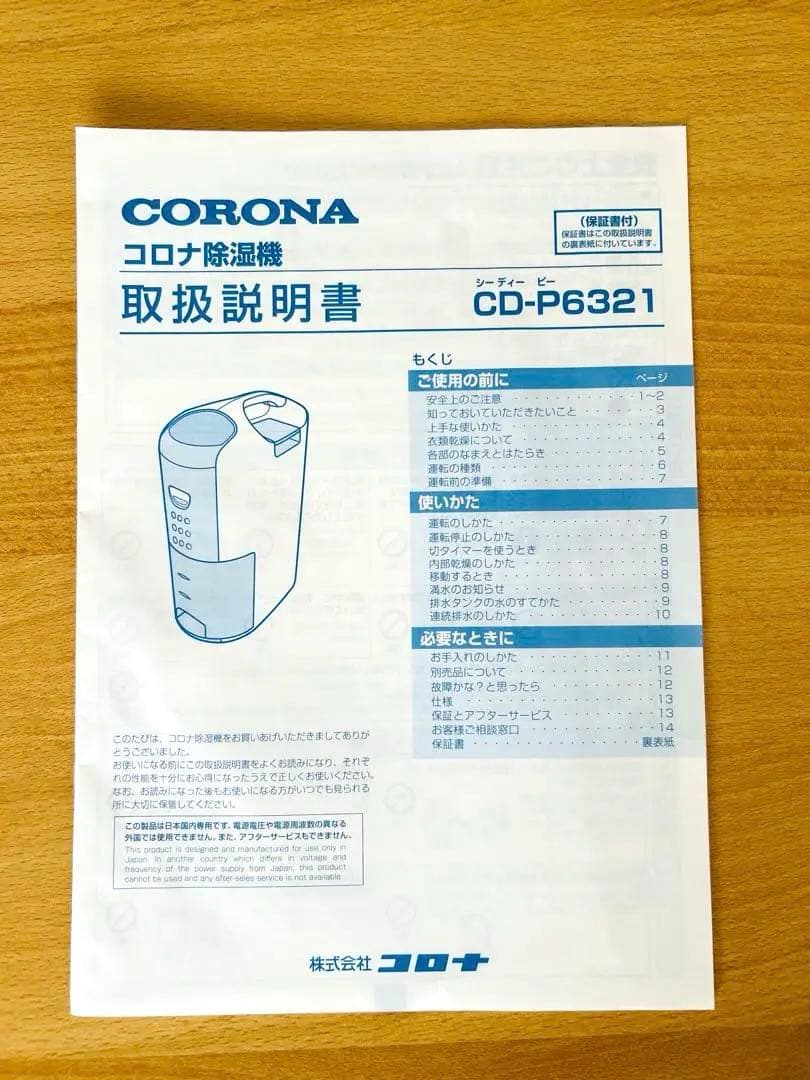 CORONA
コロナ除湿機
取扱説明書
(保証書付)
保証書はこの取扱説明書
の裏表紙に付いています。
シーディー ピー
CD-P6321
もくじ
ご使用の前に ページ
安全上のご注意 1〜2
知っておいていただきたいこと 3
上手な使いかた 4
衣類乾燥について 4
各部のなまえとはたらき 5
運転の種類 6
運転前の準備 7
使いかた
運転のしかた 7
運転停止のしかた 8
切タイマーを使うとき 8
内部乾燥のしかた 8
移動するとき 8
満水のお知らせ 9
排水タンクの水のすてかた 9
連続排水のしかた 10
必要なときに
お手入れのしかた 11
別売品について 12
故障かな?と思ったら 12
仕様 13
保証とアフターサービス 13
お客様ご相談窓口 14
保証書 裏表紙
このたびは、コロナ除湿機をお買いあげいただきましてありが
とうございました。
お使いになる前にこの取扱説明書をよくお読みになり、それぞ
れの性能を十分にお心得になったうえで正しくお使いください。
なお、お読みになった後もお使いになる方がいつでも見られる
所に大切に保管してください。
この製品は日本国内専用です。電源電圧や電源周波数の異なる
外国では使用できません。また、アフターサービスもできません。
This product is designed and manufactured for use only in
Japan. In another country which differs in voltage and
frequency of the power supply from Japan, this product
cannot be used and any after-sales service is not available.
株式会社 コロナ